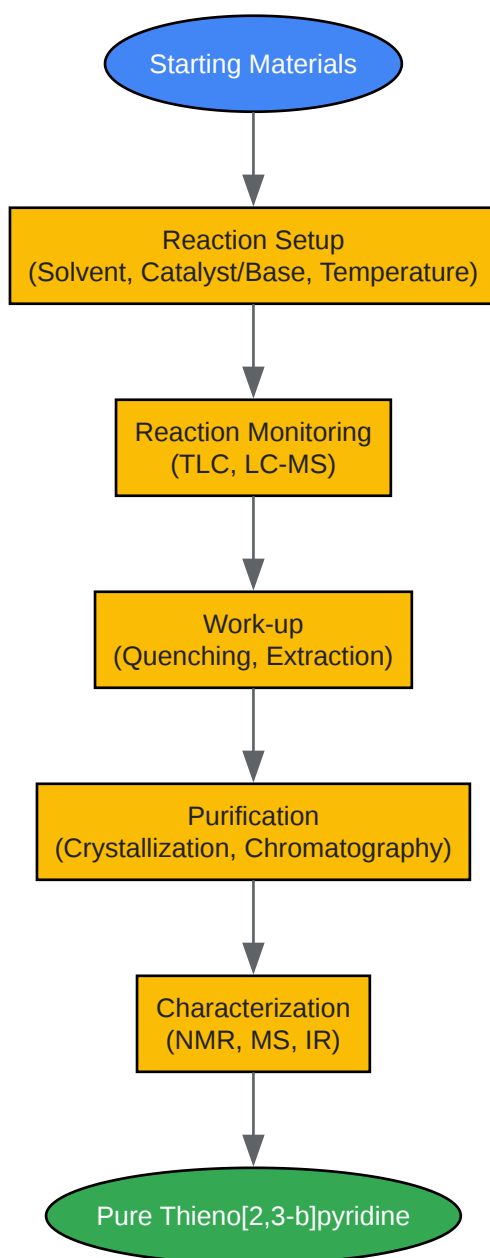 Starting Materials
Reaction Setup
(Solvent, Catalyst/Base, Temperature)
Reaction Monitoring
(TLC, LC-MS)
Work-up
(Quenching, Extraction)
Purification
(Crystallization, Chromatography)
Characterization
(NMR, MS, IR)
Pure Thieno[2,3-b]pyridine